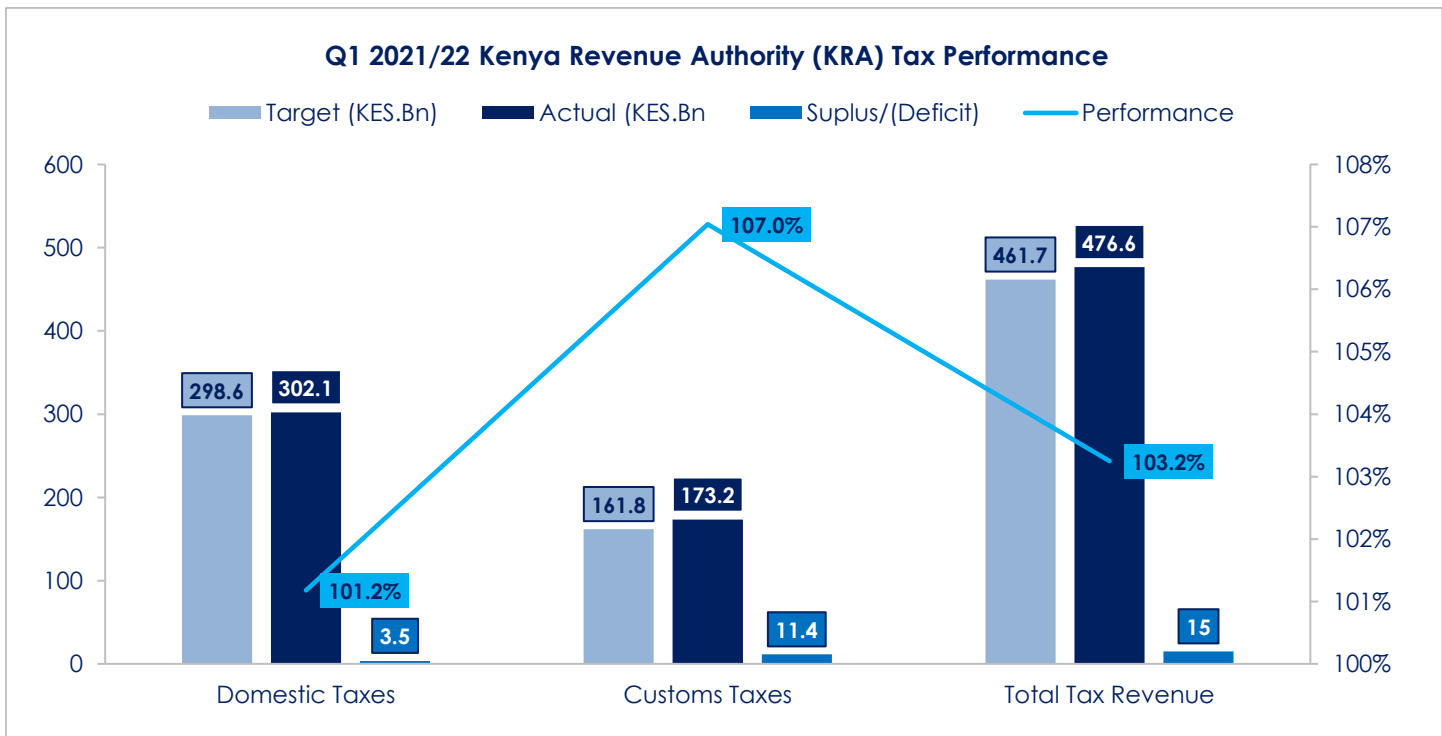 Q1 2021/22 Kenya Revenue Authority (KRA) Tax Performance
Target (KES.Bn) Actual (KES.Bn Suplus/(Deficit) Performance
600 108%
107.0% 107%
500 461.7 476.6
106%
400
105%
298.6 302.1
300 104%
103.2% 103%
200 161.8 173.2
102%
100
101.2% 101%
3.5 11.4 15
0 100%
Domestic Taxes Customs Taxes Total Tax Revenue